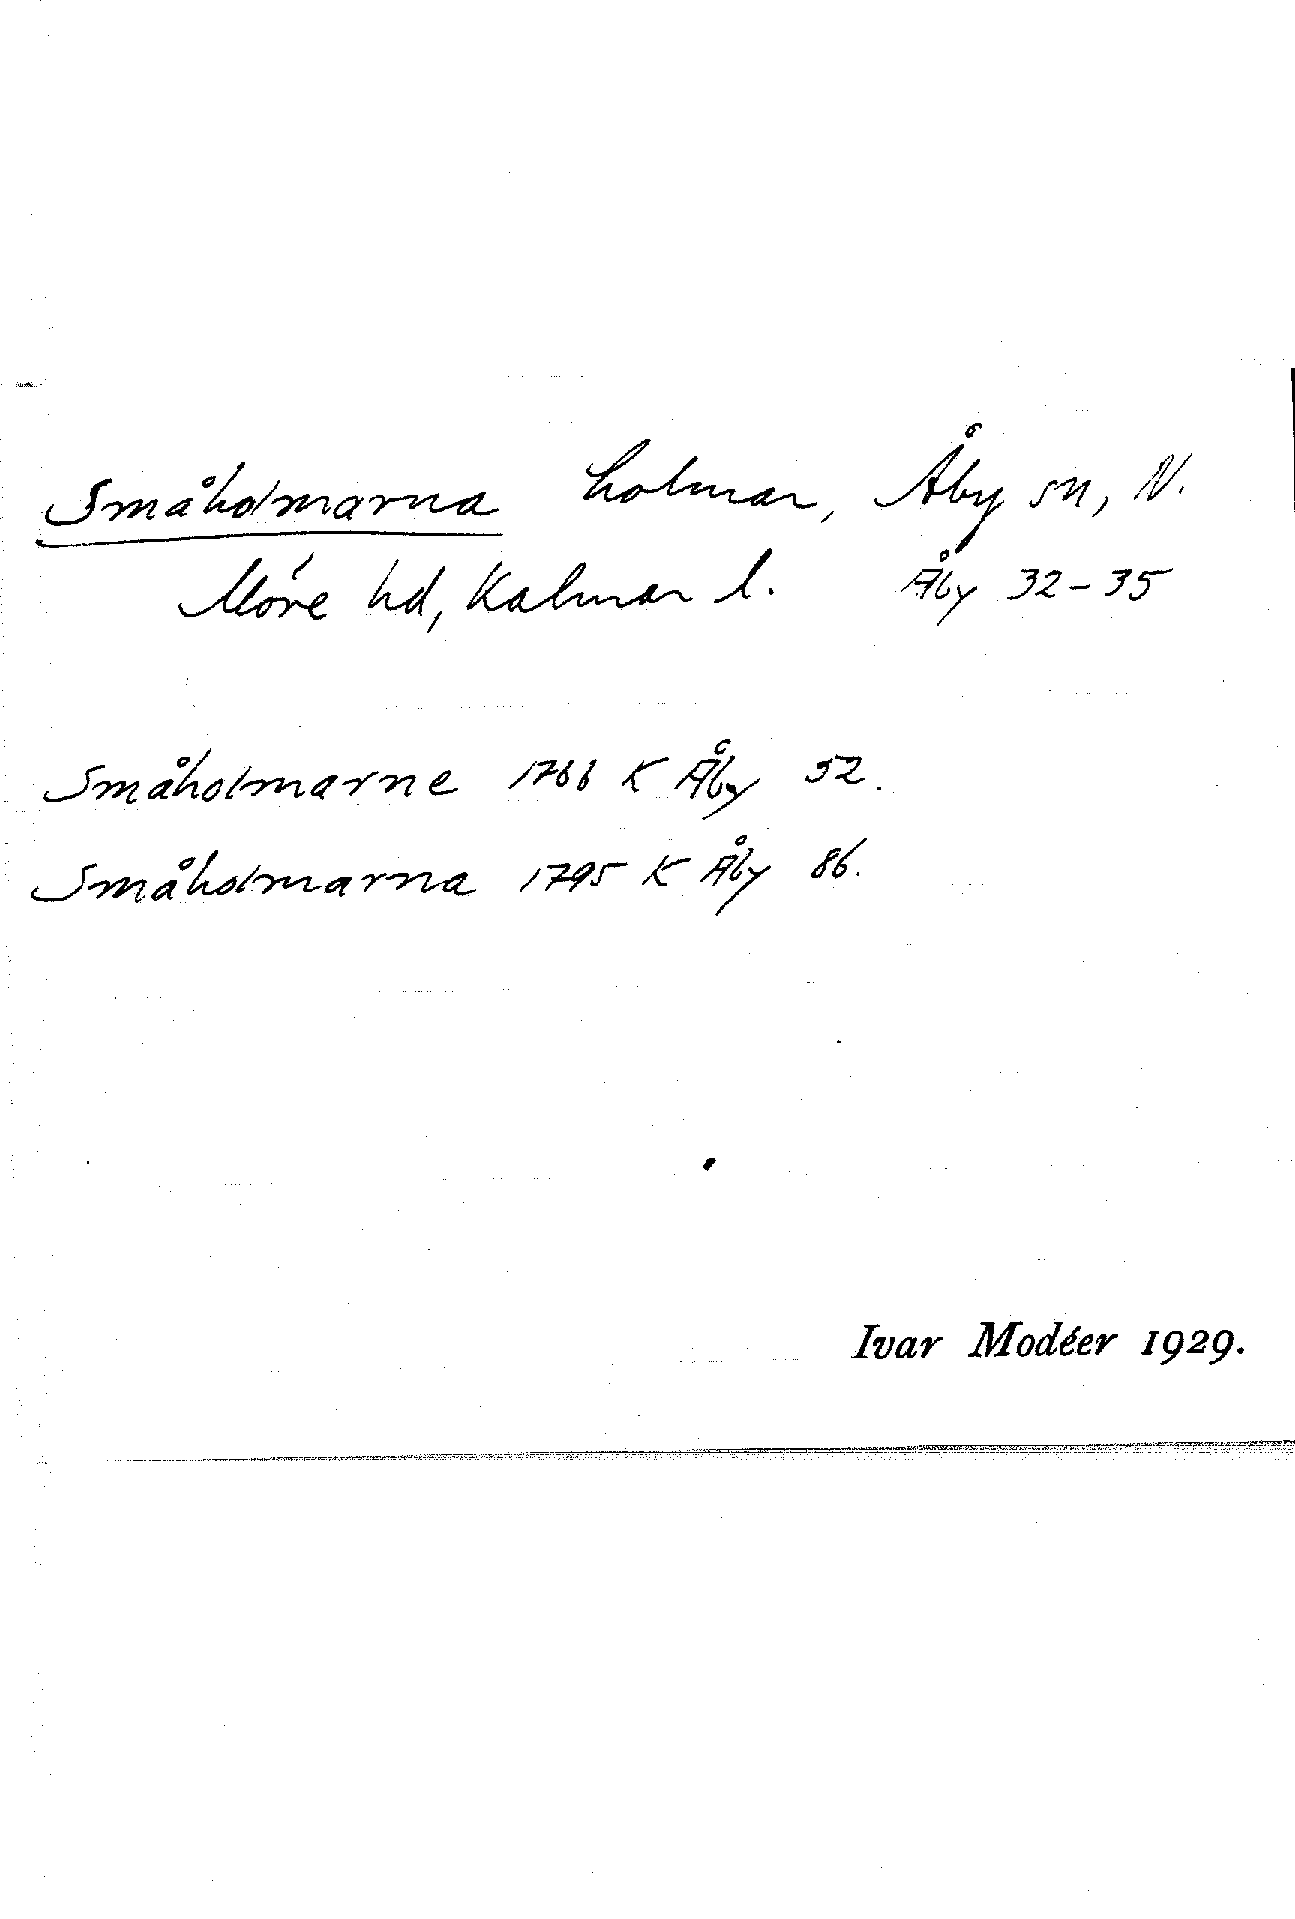 Småholmarna holmar, Åby sn, N.
Möre hd, Kalmar l. Åby 32-35
Småholmarne 1766 K Åby 52.
Småholmarna 1795 K Åby 86.
Ivar Modéer 1929.